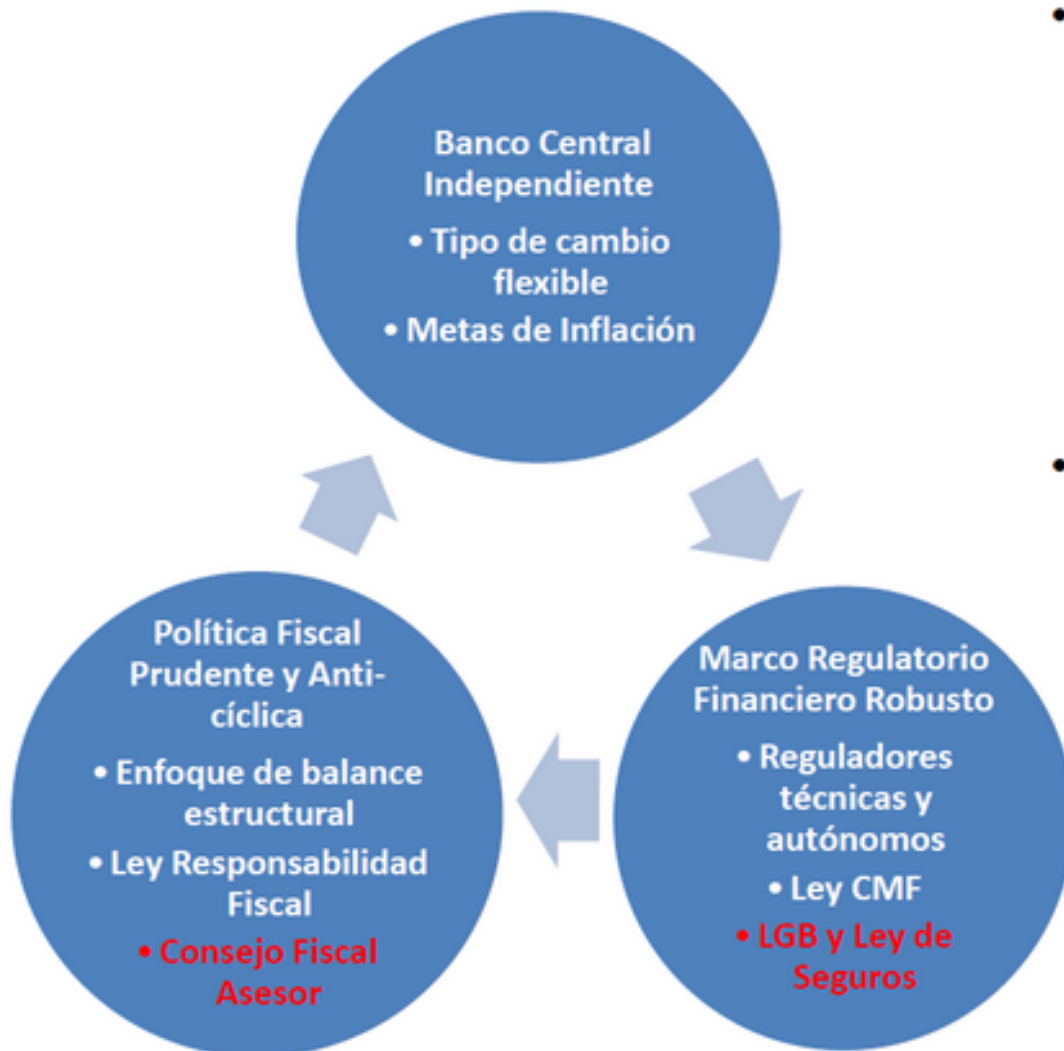 Banco Central
Independiente
• Tipo de cambio
flexible
• Metas de Inflación
Política Fiscal
Prudente y Anti-
cíclica
• Enfoque de balance
estructural
• Ley Responsabilidad
Fiscal
• Consejo Fiscal
Asesor
Marco Regulatorio
Financiero Robusto
• Reguladores
técnicas y
autónomos
• Ley CMF
• LGB y Ley de
Seguros